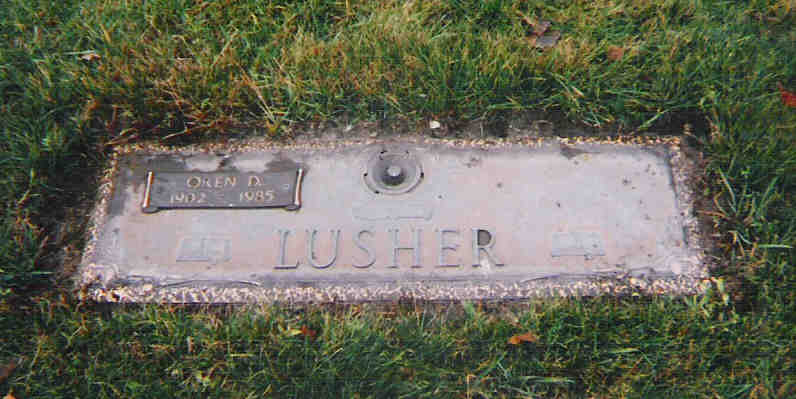 OREN D.
1902 - 1985
LUSHER